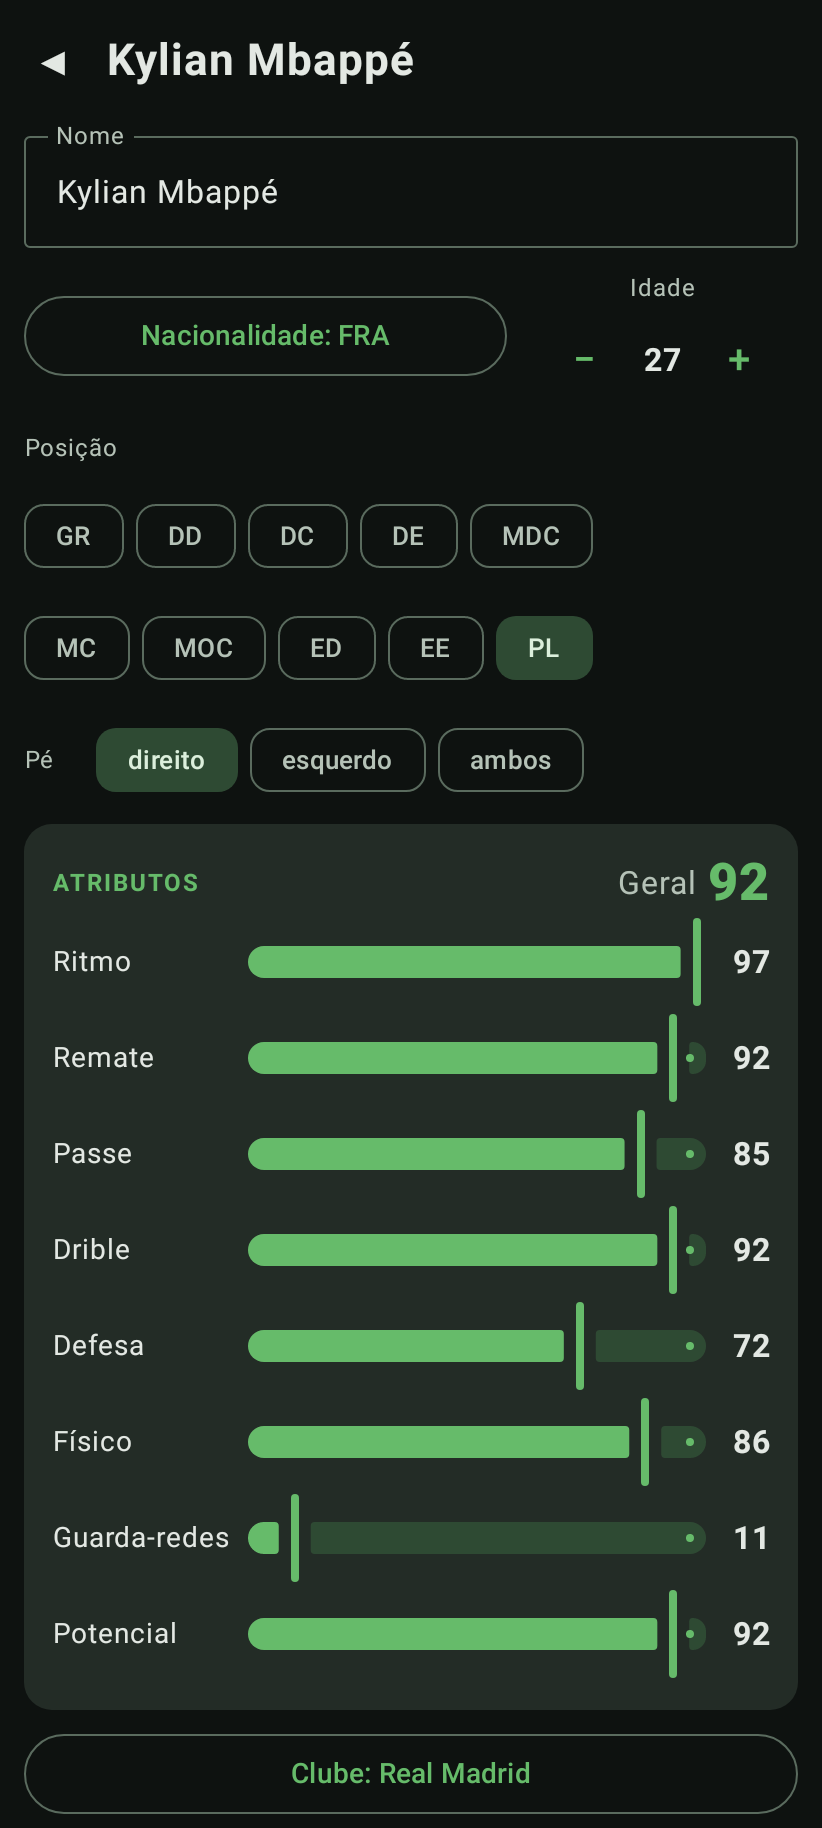 ◀ Kylian Mbappé
Nome
Kylian Mbappé
Nacionalidade: FRA
Idade
− 27 +
Posição
GR DD DC DE MDC
MC MOC ED EE PL
Pé direito esquerdo ambos
ATRIBUTOS Geral 92
Ritmo 97
Remate 92
Passe 85
Drible 92
Defesa 72
Físico 86
Guarda-redes 11
Potencial 92
Clube: Real Madrid